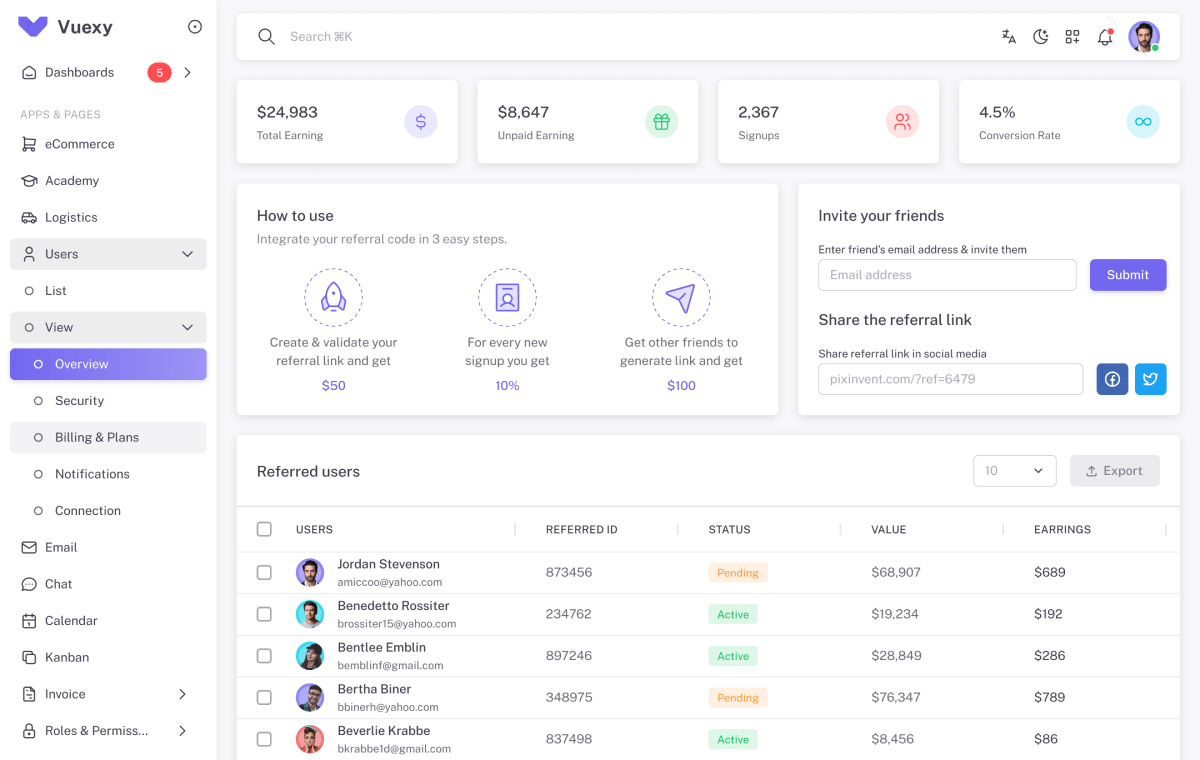 Vuexy
Dashboards
5
APPS & PAGES
eCommerce
Academy
Logistics
Users
List
View
Overview
Security
Billing & Plans
Notifications
Connection
Email
Chat
Calendar
Kanban
Invoice
Roles & Permiss...
Search ⌘K
$24,983
Total Earning
$8,647
Unpaid Earning
2,367
Signups
4.5%
Conversion Rate
How to use
Integrate your referral code in 3 easy steps.
Create & validate your
referral link and get
$50
For every new
signup you get
10%
Get other friends to
generate link and get
$100
Invite your friends
Enter friend's email address & invite them
Email address
Submit
Share the referral link
Share referral link in social media
pixinvent.com/?ref=6479
Referred users
10
Export
USERS REFERRED ID STATUS VALUE EARNINGS
Jordan Stevenson
amiccoo@yahoo.com
873456 Pending $68,907 $689
Benedetto Rossiter
brossiter15@yahoo.com
234762 Active $19,234 $192
Bentlee Emblin
bemblinf@gmail.com
897246 Active $28,849 $286
Bertha Biner
bbinerh@yahoo.com
348975 Pending $76,347 $789
Beverlie Krabbe
bkrabbe1d@gmail.com
837498 Active $8,456 $86